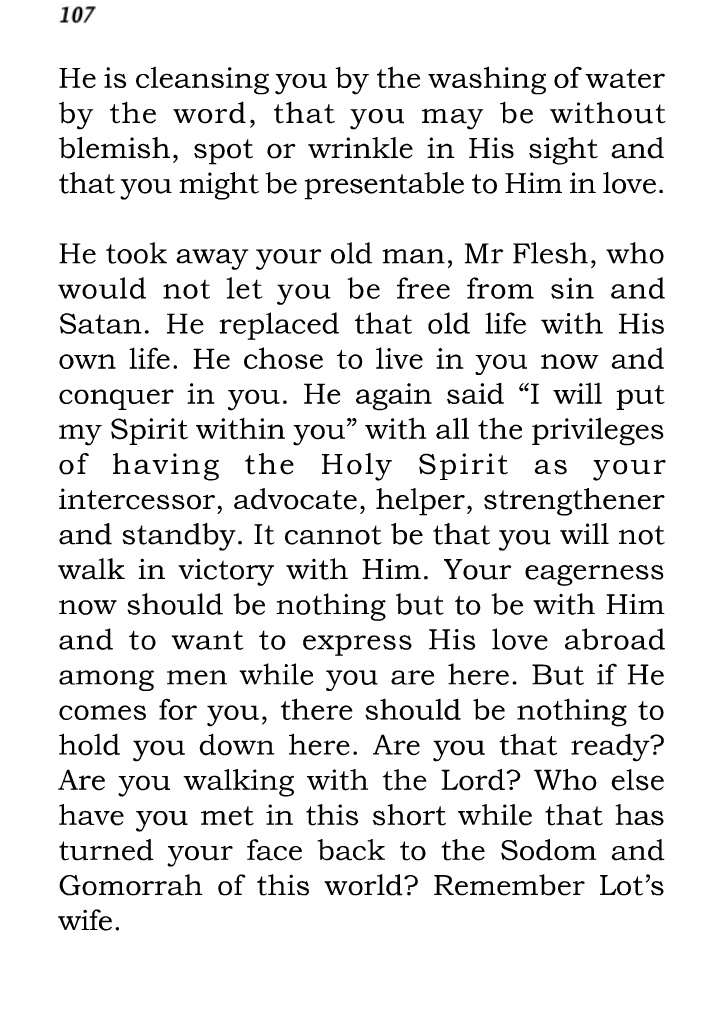 107
He is cleansing you by the washing of water
by the word, that you may be without
blemish, spot or wrinkle in His sight and
that you might be presentable to Him in love.
He took away your old man, Mr Flesh, who
would not let you be free from sin and
Satan. He replaced that old life with His
own life. He chose to live in you now and
conquer in you. He again said “I will put
my Spirit within you” with all the privileges
of having the Holy Spirit as your
intercessor, advocate, helper, strengthener
and standby. It cannot be that you will not
walk in victory with Him. Your eagerness
now should be nothing but to be with Him
and to want to express His love abroad
among men while you are here. But if He
comes for you, there should be nothing to
hold you down here. Are you that ready?
Are you walking with the Lord? Who else
have you met in this short while that has
turned your face back to the Sodom and
Gomorrah of this world? Remember Lot’s
wife.